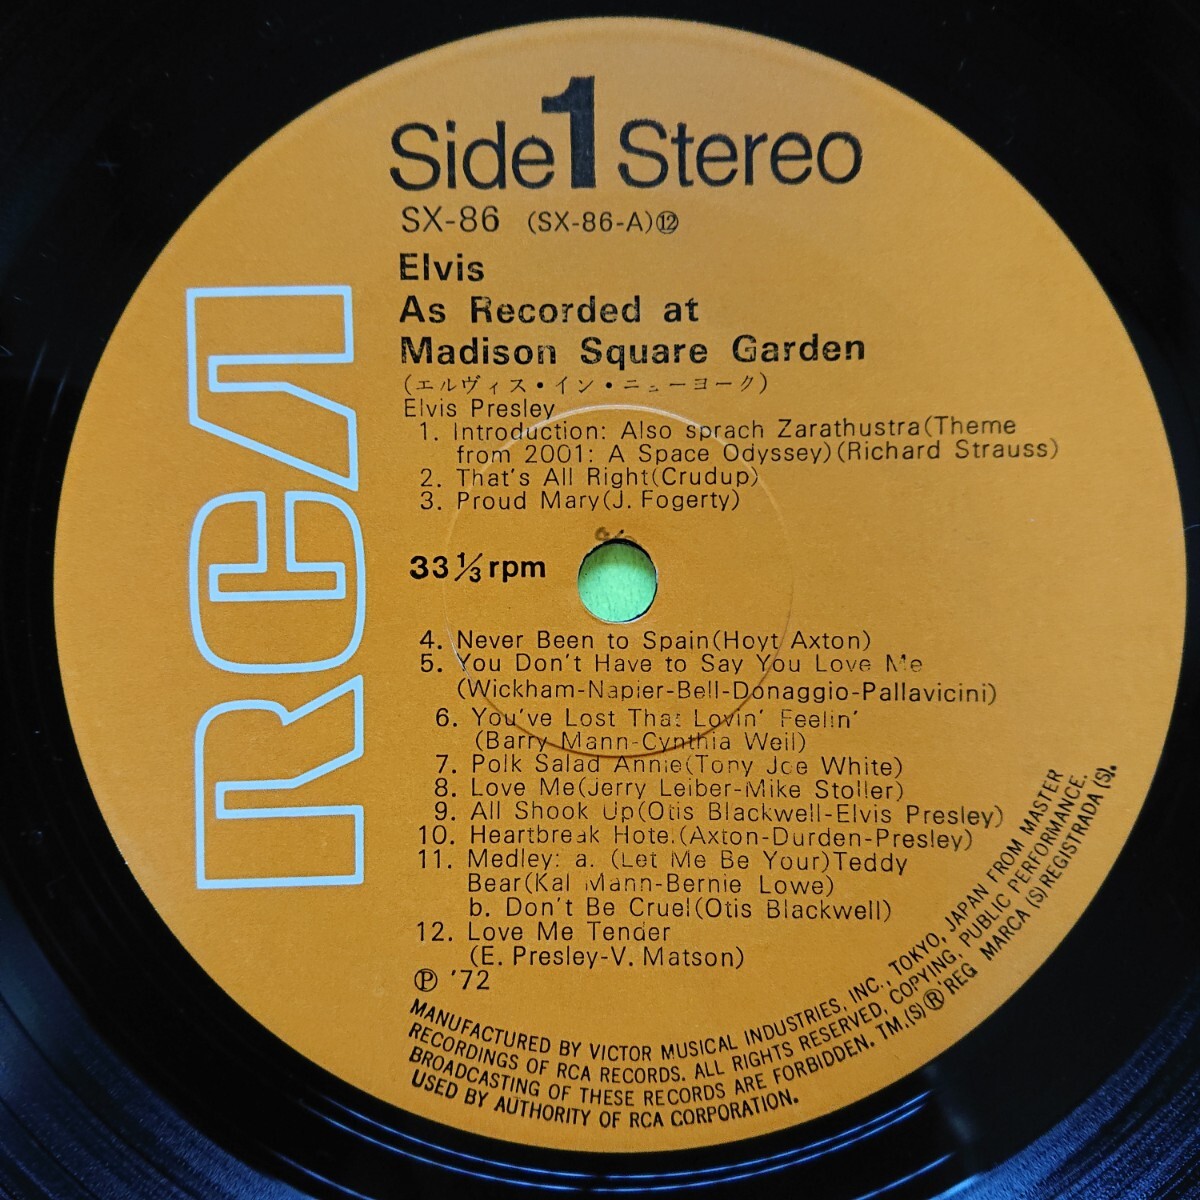 Side 1 Stereo
SX-86 (SX-86-A)⑫
Elvis
As Recorded at
Madison Square Garden
(エルヴィス・イン・ニューヨーク)
Elvis Presley
1. Introduction: Also sprach Zarathustra(Theme
from 2001: A Space Odyssey)(Richard Strauss)
2. That's All Right(Crudup)
3. Proud Mary(J. Fogerty)
33 1/3 rpm
4. Never Been to Spain(Hoyt Axton)
5. You Don't Have to Say You Love Me
(Wickham-Napier-Bell-Donaggio-Pallavicini)
6. You've Lost That Lovin' Feelin'
(Barry Mann-Cynthia Weil)
7. Polk Salad Annie(Tony Joe White)
8. Love Me(Jerry Leiber-Mike Stoller)
9. All Shook Up(Otis Blackwell-Elvis Presley)
10. Heartbreak Hotel(Axton-Durden-Presley)
11. Medley: a. (Let Me Be Your)Teddy
Bear(Kal Mann-Bernie Lowe)
b. Don't Be Cruel(Otis Blackwell)
12. Love Me Tender
(E. Presley-V. Matson)
Ⓟ '72
RCA
MANUFACTURED BY VICTOR MUSICAL INDUSTRIES, INC., TOKYO, JAPAN FROM MASTER
RECORDINGS OF RCA RECORDS. ALL RIGHTS RESERVED, COPYING, PUBLIC PERFORMANCE.
BROADCASTING OF THESE RECORDS ARE FORBIDDEN. TM.(S)® REG MARCA (S) REGISTRADA (S).
USED BY AUTHORITY OF RCA CORPORATION.